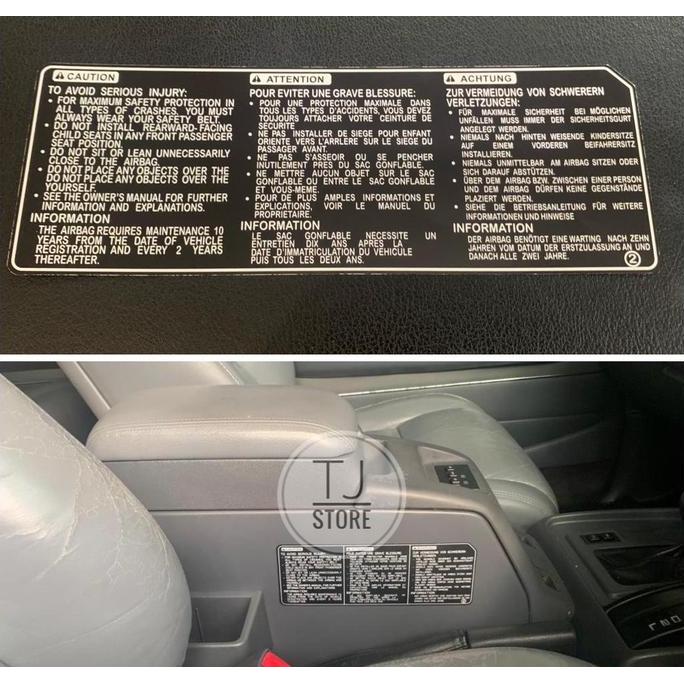 CAUTION
TO AVOID SERIOUS INJURY:
• FOR MAXIMUM SAFETY PROTECTION IN
ALL TYPES OF CRASHES, YOU MUST
ALWAYS WEAR YOUR SAFETY BELT.
• DO NOT INSTALL REARWARD-FACING
CHILD SEATS IN ANY FRONT PASSENGER
SEAT POSITION.
• DO NOT SIT OR LEAN UNNECESSARILY
CLOSE TO THE AIRBAG.
• DO NOT PLACE ANY OBJECTS OVER THE
DO NOT PLACE ANY OBJECTS OVER THE
YOURSELF.
• SEE THE OWNER'S MANUAL FOR FURTHER
INFORMATION AND EXPLANATIONS.
INFORMATION
THE AIRBAG REQUIRES MAINTENANCE 10
YEARS FROM THE DATE OF VEHICLE
REGISTRATION AND EVERY 2 YEARS
THEREAFTER.
ATTENTION
POUR EVITER UNE GRAVE BLESSURE:
• POUR UNE PROTECTION MAXIMALE DANS
TOUS LES TYPES D'ACCIDENTS, VOUS DEVEZ
TOUJOURS ATTACHER VOTRE CEINTURE DE
SÉCURITÉ
• NE PAS INSTALLER DE SIEGE POUR ENFANT
ORIENTE VERS L'ARRLERE SUR LE SIEGE DU
PASSAGER AVANT.
• NE PAS S'ASSEOIR OU SE PENCHER
INUTILEMENT PRES DU SAC GONFLABLE.
• NE METTRE AUCUN OBJET SUR LE SAC
GONFLABLE OU ENTRE LE SAC GONFLABLE
ET VOUS-MEME.
• POUR DE PLUS AMPLES INFORMATIONS ET
EXPLICATIONS, VOIR LE MANUEL DU
PROPRIETAIRE.
INFORMATION
LE SAC GONFLABLE NECESSITE UN
ENTRETIEN DIX ANS APRES LA
DATE D'IMMATRICULATION DU VÉHICULE
PUIS TOUS LES DEUX ANS.
ACHTUNG
ZUR VERMEIDUNG VON SCHWERERN
VERLETZUNGEN:
• FÜR MAXIMALE SICHERHEIT BEI MÖGLICHEN
UNFÄLLEN MUSS IMMER DER SICHERHEITSGURT
ANGELEGT WERDEN.
• NIEMALS NACH HINTEN WEISENDE KINDERSITZE
AUF EINEM VORDEREN BEIFAHRERSITZ
INSTALLIEREN.
• NIEMALS UNMITTELBAR AM AIRBAG SITZEN ODER
SICH DARAUF ABSTÜTZEN.
• ÜBER DEM AIRBAG BZW. ZWISCHEN EINER PERSON
UND DEM AIRBAG DÜRFEN KEINE GEGENSTÄNDE
PLAZIERT WERDEN.
• SIEHE DIE BETRIEBSANLEITUNG FÜR WEITERE
INFORMATIONEN UND HINWEISE
INFORMATION
DER AIRBAG BENÖTIGT EINE WARTING NACH ZEHN
JAHREN VOM DATUM DER ERSTZULASSUNG AN UND
DANACH ALLE ZWEI JAHRE.
2
TJ
STORE